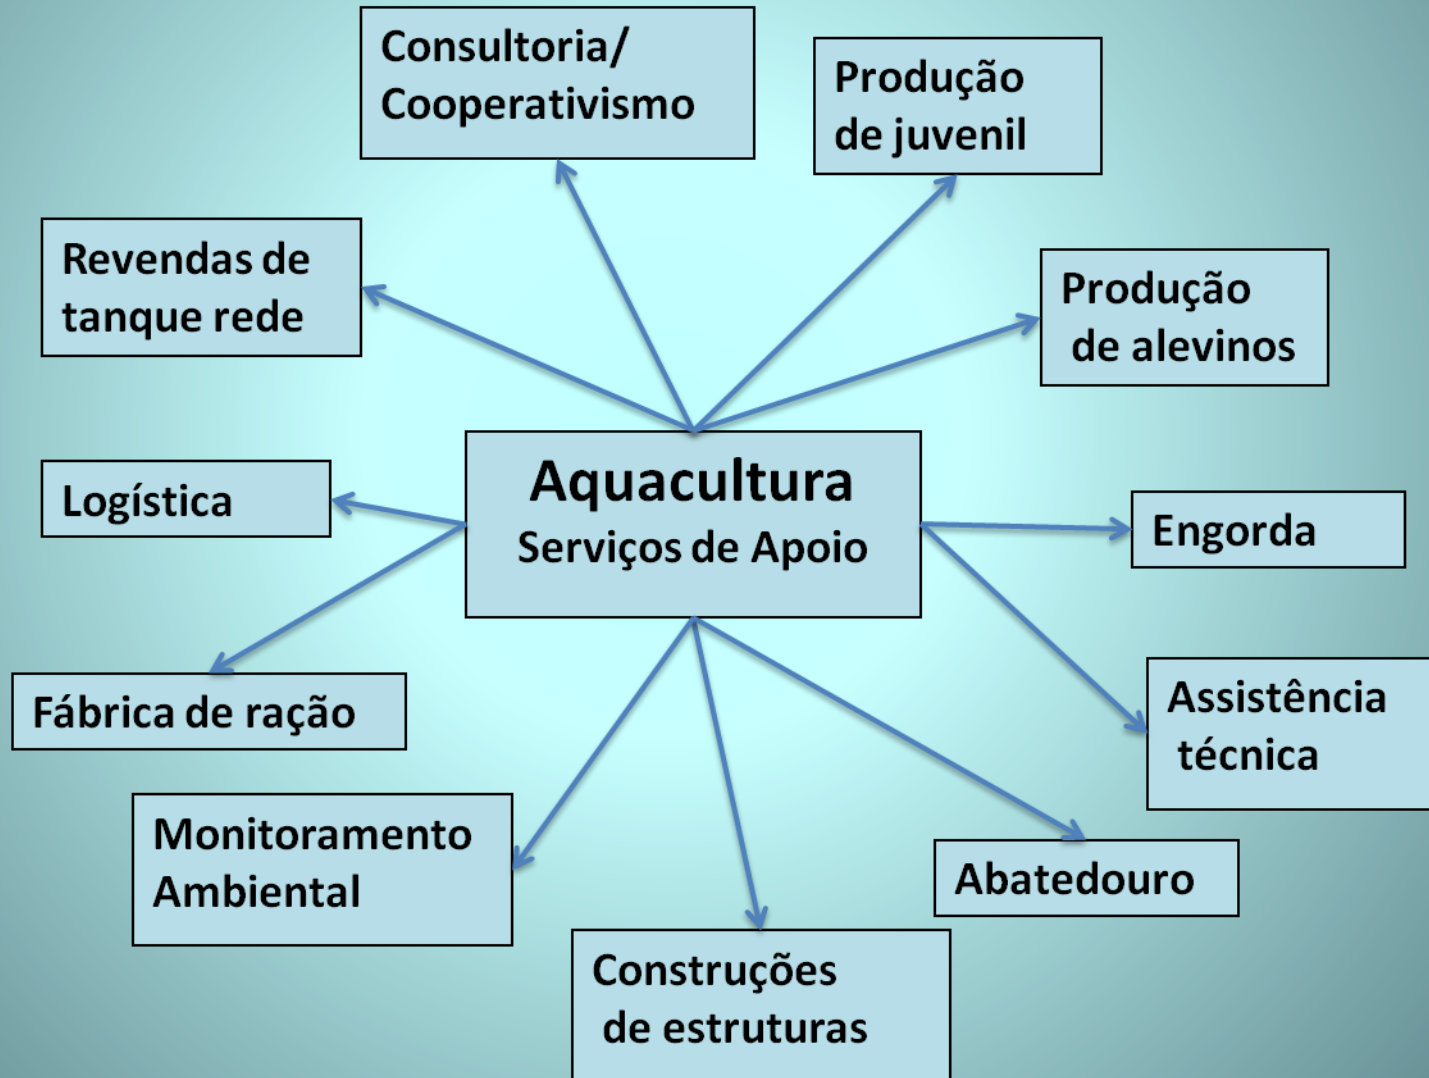 Consultoria/
Cooperativismo
Produção
de juvenil
Revendas de
tanque rede
Produção
de alevinos
Aquacultura
Serviços de Apoio
Logística
Engorda
Fábrica de ração
Assistência
técnica
Monitoramento
Ambiental
Abatedouro
Construções
de estruturas